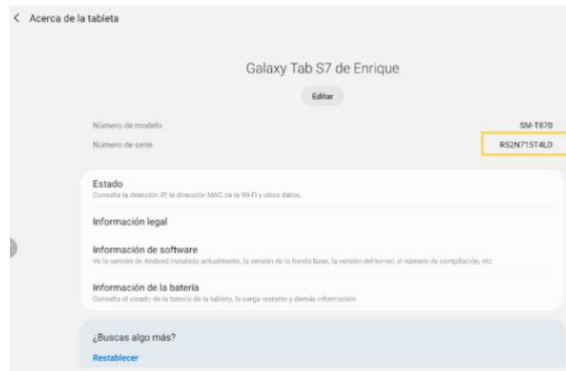 Acerca de la tableta
Galaxy Tab S7 de Enrique
Editar
Número de modelo SM-T870
Número de serie R52N715T4LD
Estado
Consulta la dirección IP, la dirección MAC de la Wi-Fi y otros datos.
Información legal
Información de software
Ve la versión de Android instalada actualmente, la versión de la banda base, la versión del kernel, el número de compilación, etc.
Información de la batería
Consulta el estado de la batería de la tableta, la carga restante y demás información.
¿Buscas algo más?
Restablecer